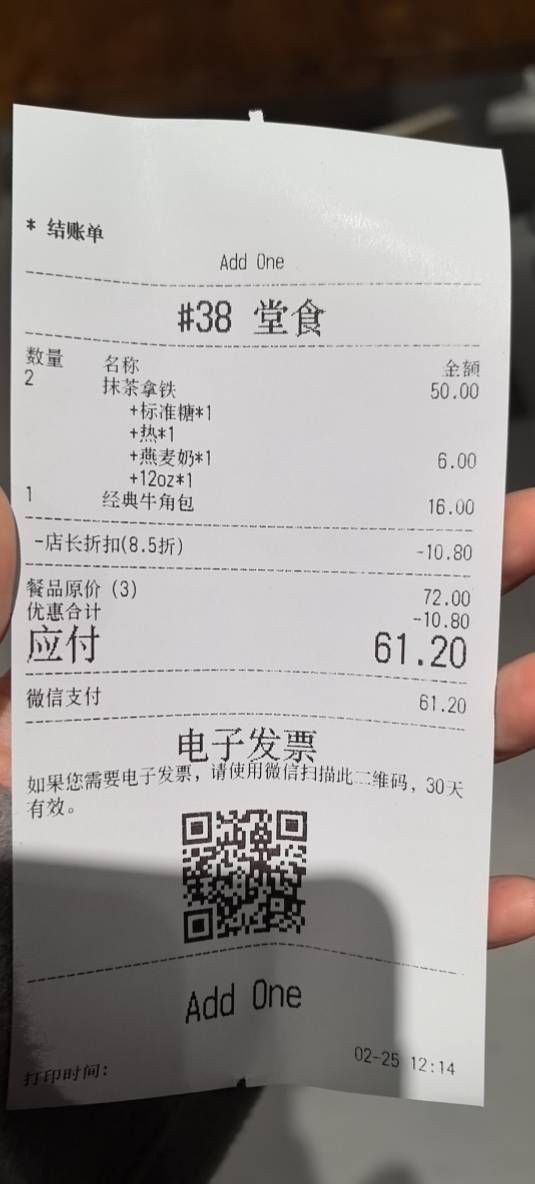 * 结账单
Add One
#38 堂食
数量 名称 金额
2 抹茶拿铁 50.00
+标准糖*1
+热*1
+燕麦奶*1 6.00
+12oz*1
1 经典牛角包 16.00
-店长折扣(8.5折) -10.80
餐品原价 (3) 72.00
优惠合计 -10.80
应付 61.20
微信支付 61.20
电子发票
如果您需要电子发票，请使用微信扫描此二维码，30天
有效。
Add One
打印时间: 02-25 12:14